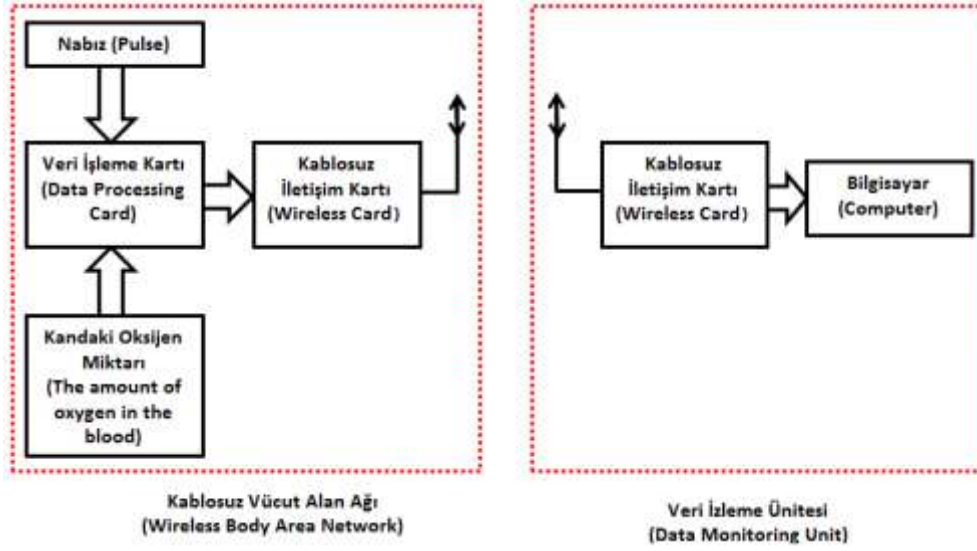 Nabız (Pulse)
Veri İşleme Kartı
(Data Processing
Card)
Kablosuz
İletişim Kartı
(Wireless Card)
Kandaki Oksijen
Miktarı
(The amount of
oxygen in the
blood)
Kablosuz Vücut Alan Ağı
(Wireless Body Area Network)
Kablosuz
İletişim Kartı
(Wireless Card)
Bilgisayar
(Computer)
Veri İzleme Ünitesi
(Data Monitoring Unit)